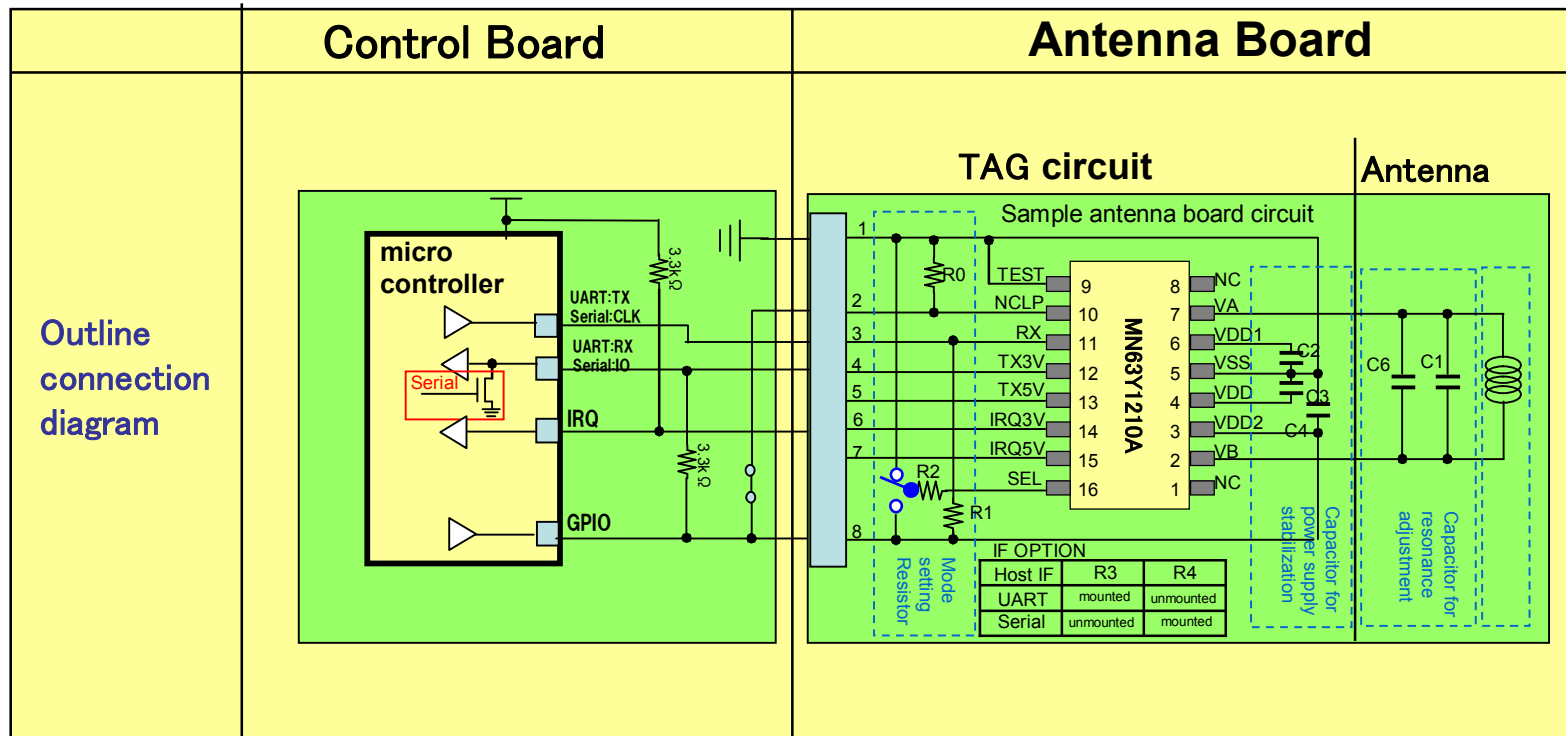 Control Board
Antenna Board
Outline
connection
diagram
micro
controller
UART:TX
Serial:CLK
UART:RX
Serial:IO
Serial
IRQ
GPIO
3.3kΩ
3.3kΩ
TAG circuit
Antenna
Sample antenna board circuit
1
2
3
4
5
6
7
8
R0
R2
R1
TEST
NCLP
RX
TX3V
TX5V
IRQ3V
IRQ5V
SEL
9
10
11
12
13
14
15
16
MN63Y1210A
8
7
6
5
4
3
2
1
NC
VA
VDD1
VSS
VDD
VDD2
VB
NC
C2
C3
C4
C6
C1
Mode
setting
Resistor
IF OPTION
Host IF R3 R4
UART mounted unmounted
Serial unmounted mounted
Capacitor for
power supply
stabilization
Capacitor for
resonance
adjustment